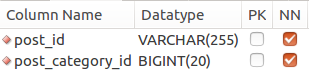 Column Name Datatype PK NN
post_id VARCHAR(255)
post_category_id BIGINT(20)